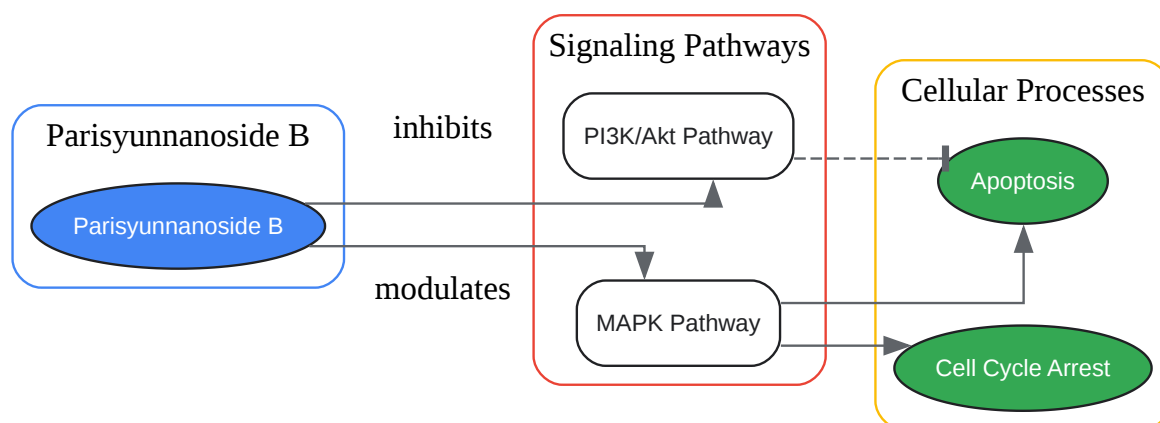 Signaling Pathways
Cellular Processes
Parisyunnanoside B
inhibits
PI3K/Akt Pathway
Apoptosis
Parisyunnanoside B
modulates
MAPK Pathway
Cell Cycle Arrest